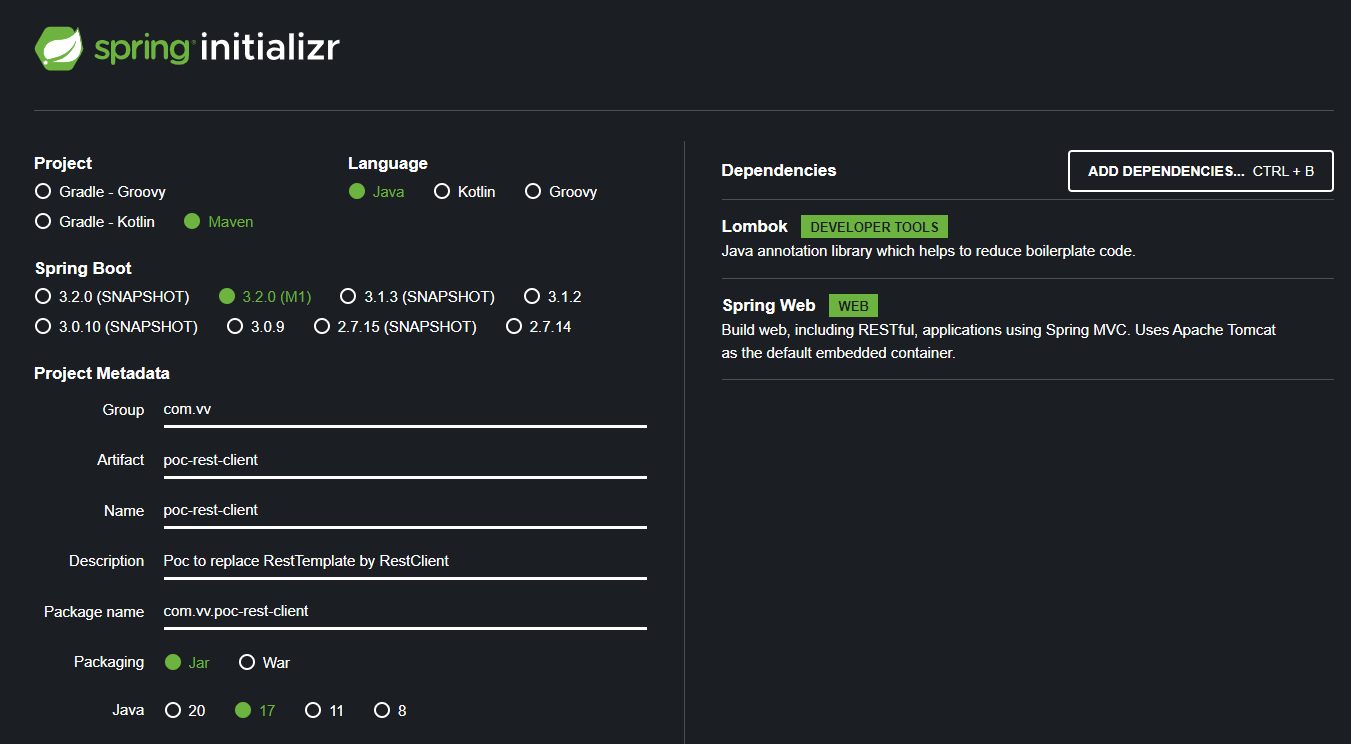 spring initializr
Project
Gradle - Groovy
Gradle - Kotlin Maven
Language
Java Kotlin Groovy
Spring Boot
3.2.0 (SNAPSHOT) 3.2.0 (M1) 3.1.3 (SNAPSHOT) 3.1.2
3.0.10 (SNAPSHOT) 3.0.9 2.7.15 (SNAPSHOT) 2.7.14
Project Metadata
Group com.vv
Artifact poc-rest-client
Name poc-rest-client
Description Poc to replace RestTemplate by RestClient
Package name com.vv.poc-rest-client
Packaging Jar War
Java 20 17 11 8
Dependencies ADD DEPENDENCIES... CTRL + B
Lombok DEVELOPER TOOLS
Java annotation library which helps to reduce boilerplate code.
Spring Web WEB
Build web, including RESTful, applications using Spring MVC. Uses Apache Tomcat
as the default embedded container.